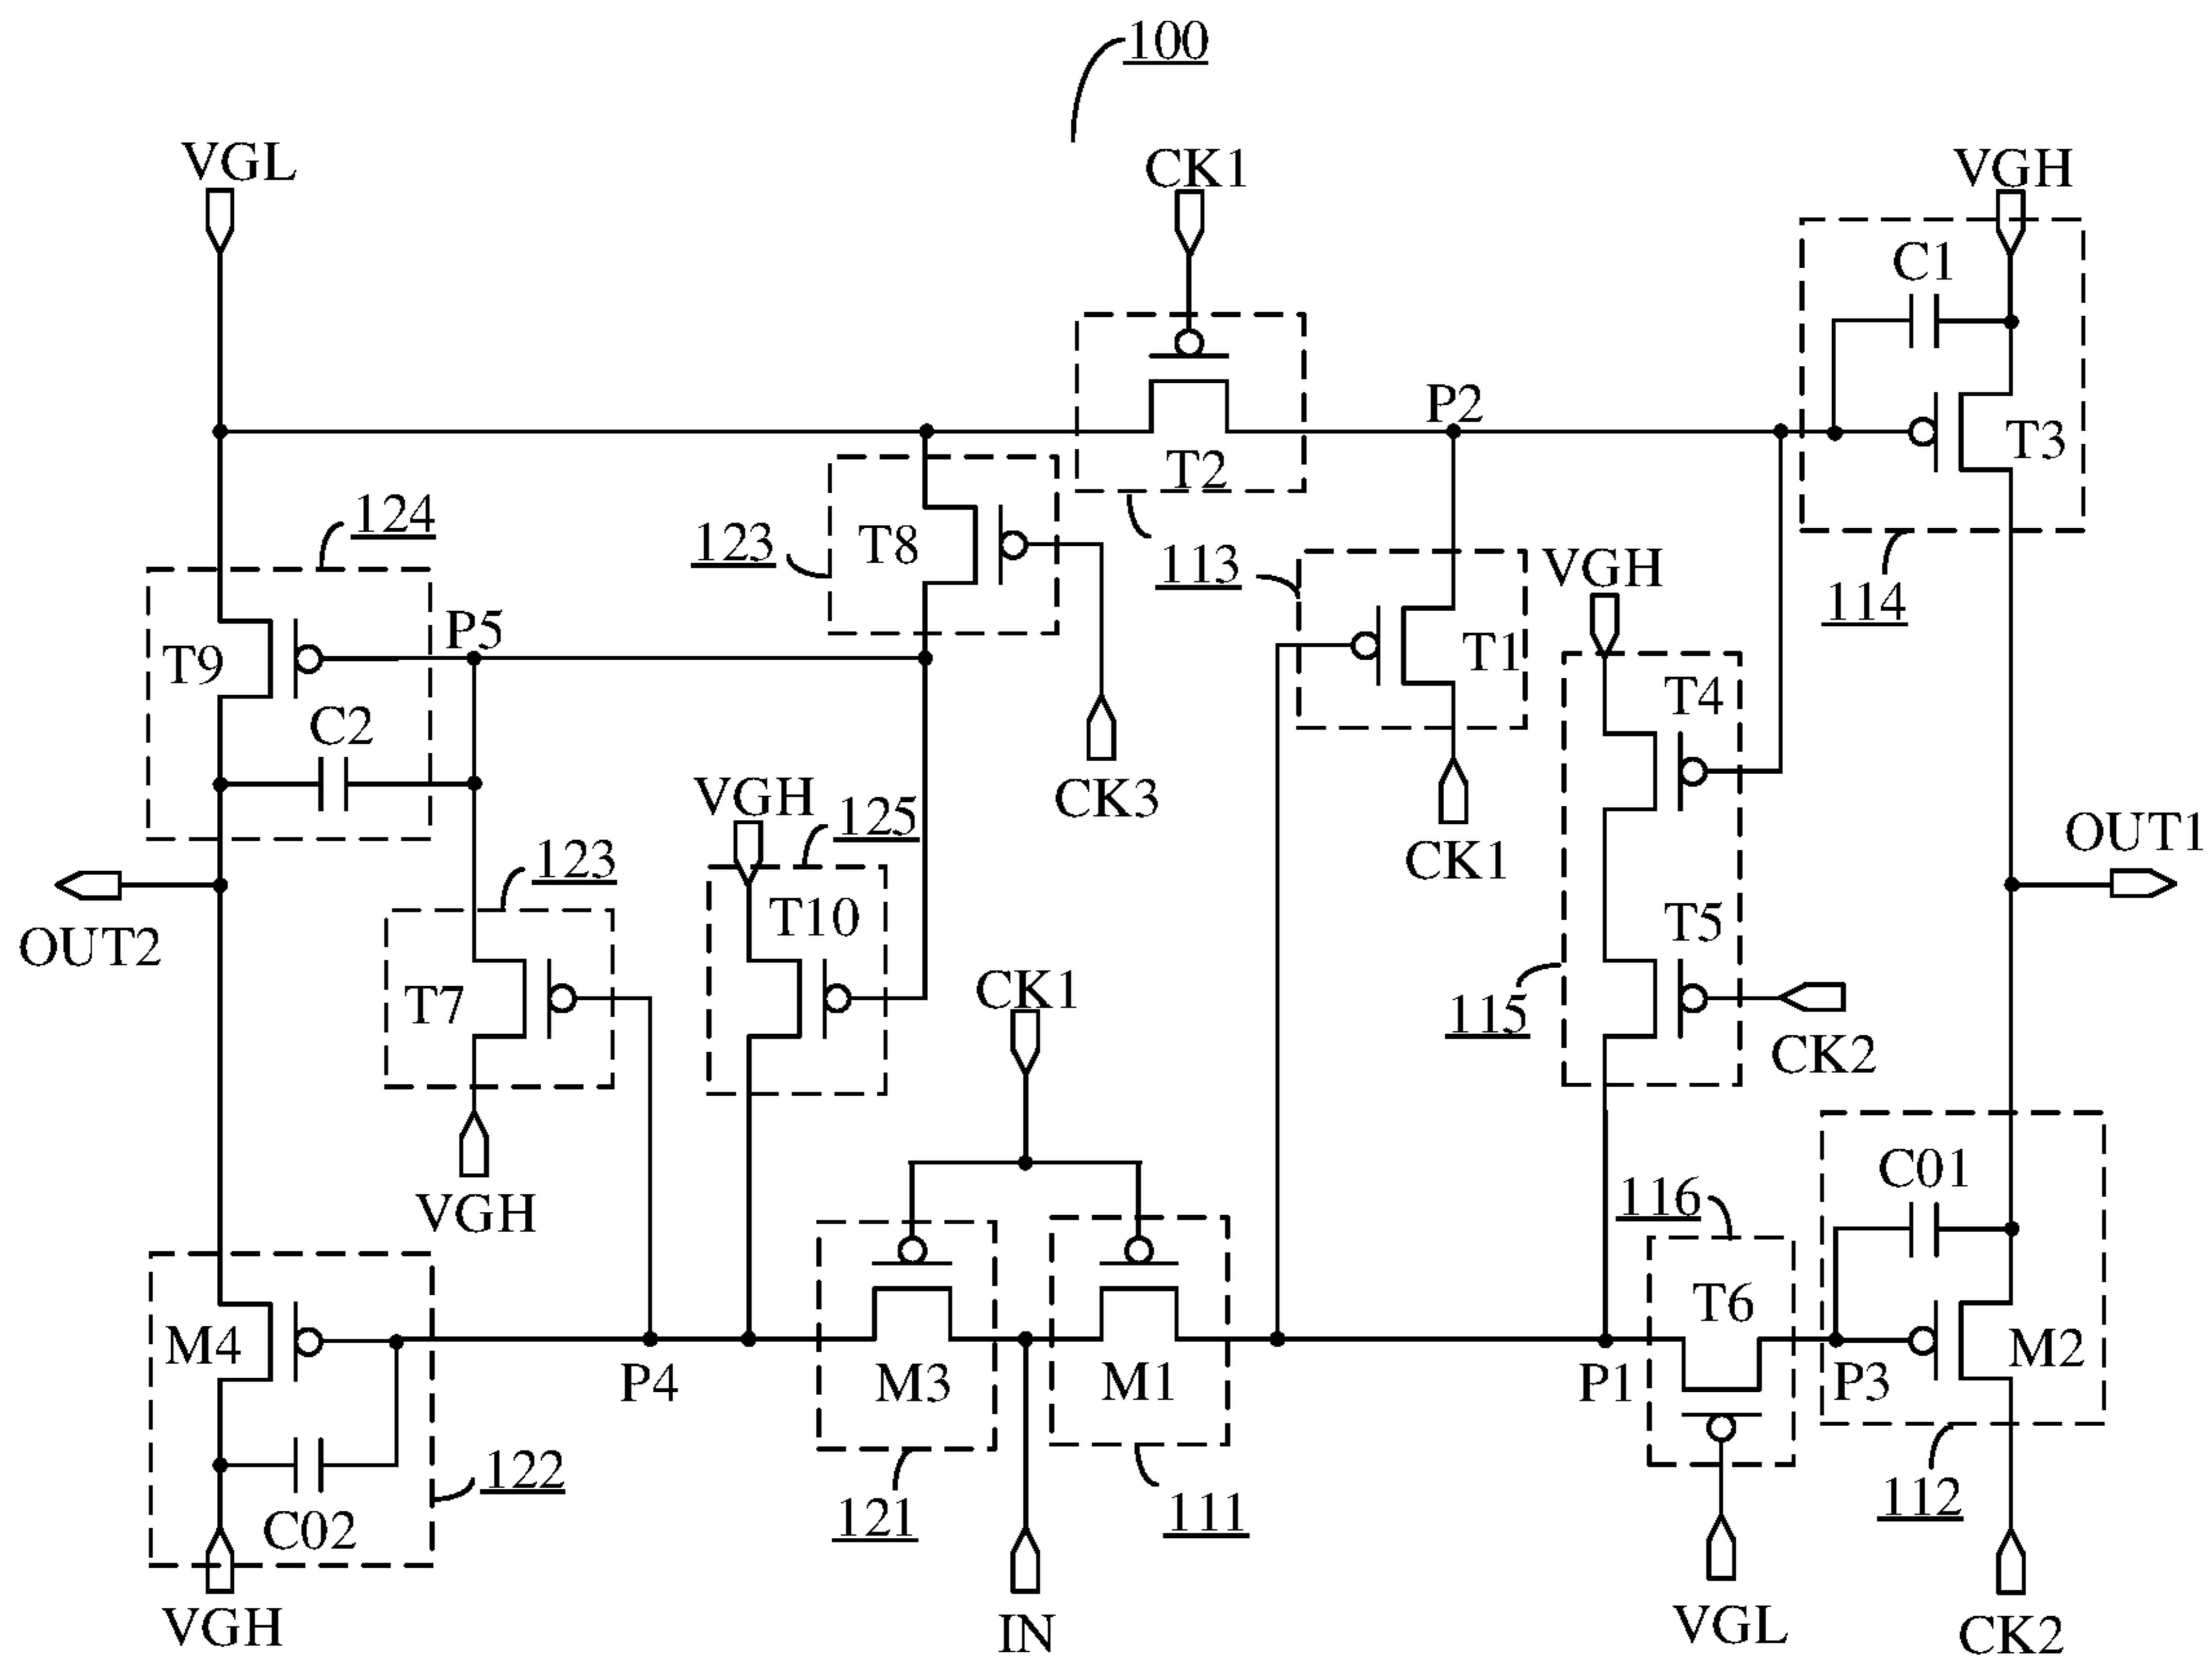 100
VGL
CK1
VGH
C1
P2
T3
T2
124
123
T8
113
VGH
114
P5
T9
T1
T4
C2
CK3
VGH
125
OUT1
CK1
123
T10
T5
OUT2
T7
CK1
115
CK2
VGH
116
C01
T6
M4
P4
M3
M1
P1
P3
M2
122
C02
121
111
112
VGH
IN
VGL
CK2